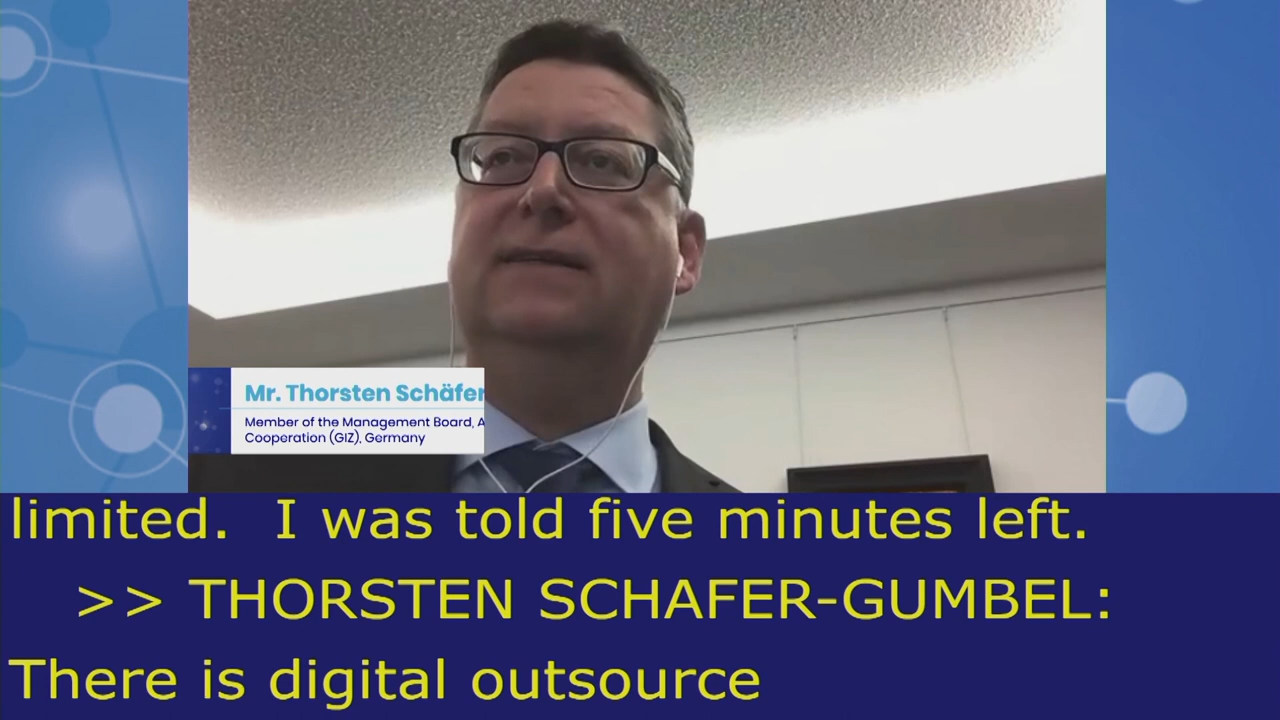 Mr. Thorsten Schäfer
Member of the Management Board, A
Cooperation (GIZ), Germany
limited. I was told five minutes left.
>> THORSTEN SCHAFER-GUMBEL:
There is digital outsource